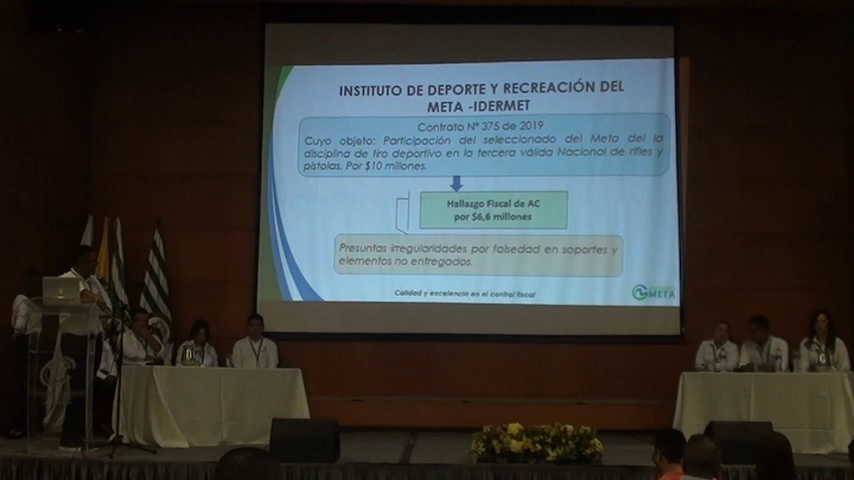 INSTITUTO DE DEPORTE Y RECREACIÓN DEL
META -IDERMET
Contrato Nº 375 de 2019
Cuyo objeto: Participación del seleccionado del Meta del la
disciplina de tiro deportivo en la tercera válida Nacional de rifles y
pistolas. Por $10 millones.
Hallazgo Fiscal de AC
por $6,6 millones
Presuntas irregularidades por falsedad en soportes y
elementos no entregados.
Calidad y excelencia en el control fiscal
META